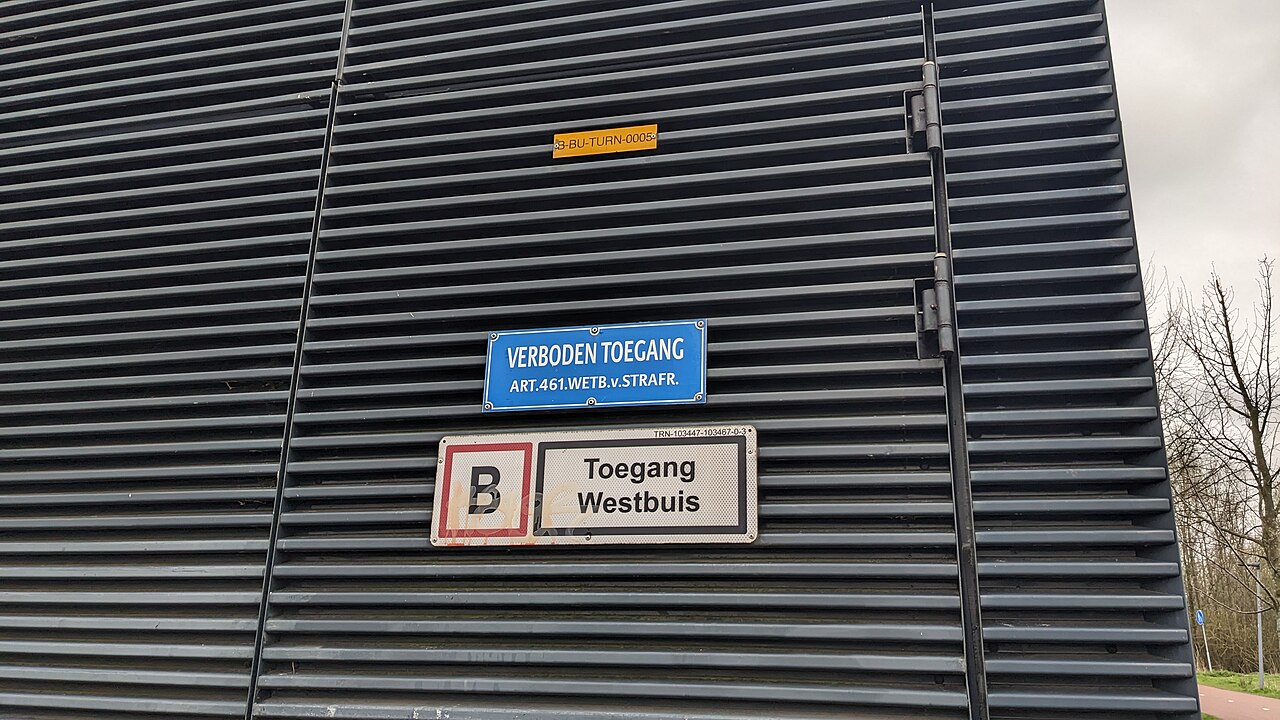 B-BU-TURN-0005
VERBODEN TOEGANG
ART.461.WETB.v.STRAFR.
TRN-103447-103467-0-3
B
Toegang
Westbuis